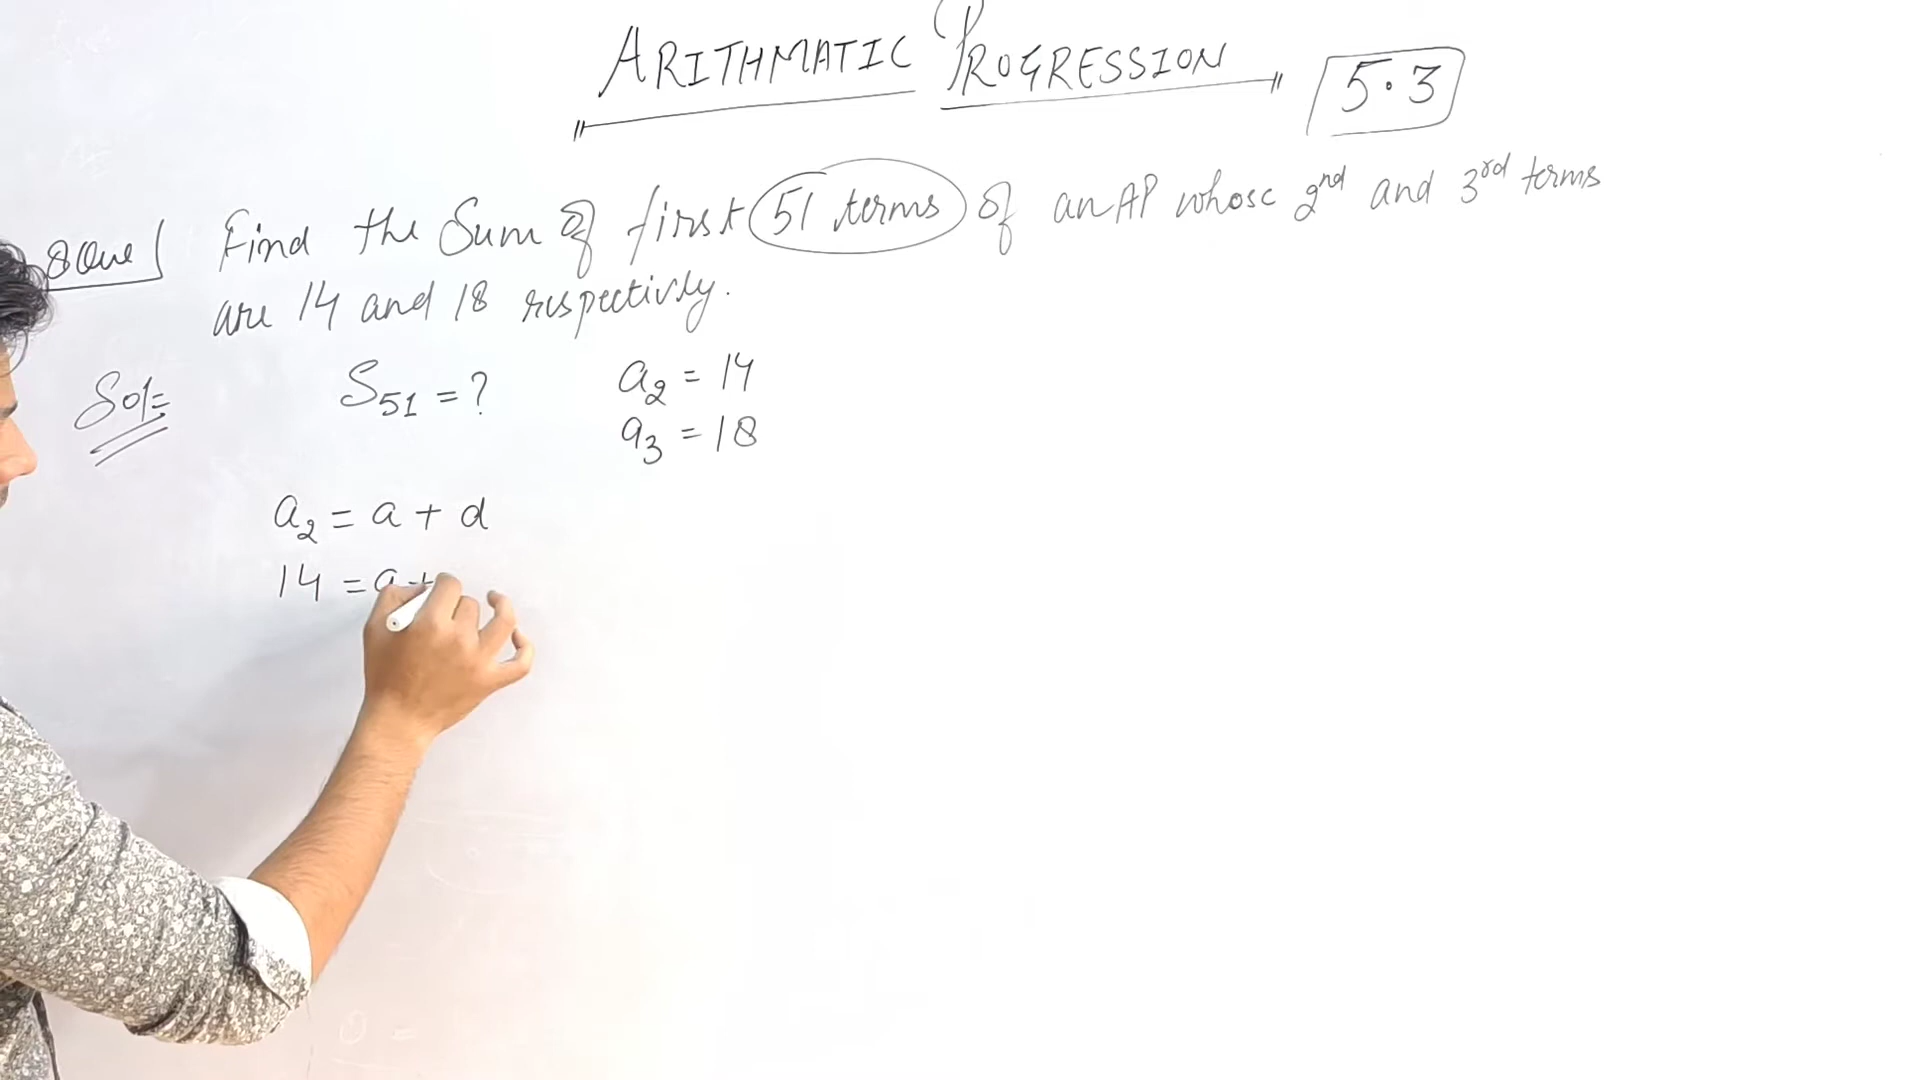 ARITHMATIC PROGRESSION 5.3
Que Find the Sum of first 51 terms of an AP whose 2nd and 3rd terms
are 14 and 18 respectivly.
Sol= S51 = ? a2 = 14
a3 = 18
a2 = a + d
14 = a +